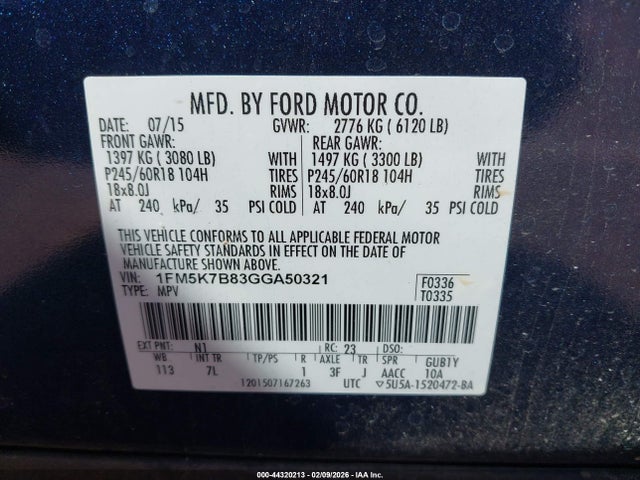 MFD. BY FORD MOTOR CO.
DATE: 07/15 GVWR: 2776 KG ( 6120 LB)
FRONT GAWR: REAR GAWR:
1397 KG ( 3080 LB) WITH 1497 KG ( 3300 LB) WITH
P245/60R18 104H TIRES P245/60R18 104H TIRES
18x8.0J RIMS 18x8.0J RIMS
AT 240 kPa/ 35 PSI COLD AT 240 kPa/ 35 PSI COLD
THIS VEHICLE CONFORMS TO ALL APPLICABLE FEDERAL MOTOR
VEHICLE SAFETY STANDARDS IN EFFECT ON THE DATE OF
MANUFACTURE SHOWN ABOVE.
VIN: 1FM5K7B83GGA50321 F0336
TYPE: MPV T0335
EXT PNT: N1 RC: 23 DSO:
WB INT TR TP/PS R AXLE TR SPR GUB1Y
113 7L 1 3F J AACC 10A
1201507167263 UTC ▽5U5A-1520472-BA
000-44320213 - 02/09/2026 - IAA Inc.